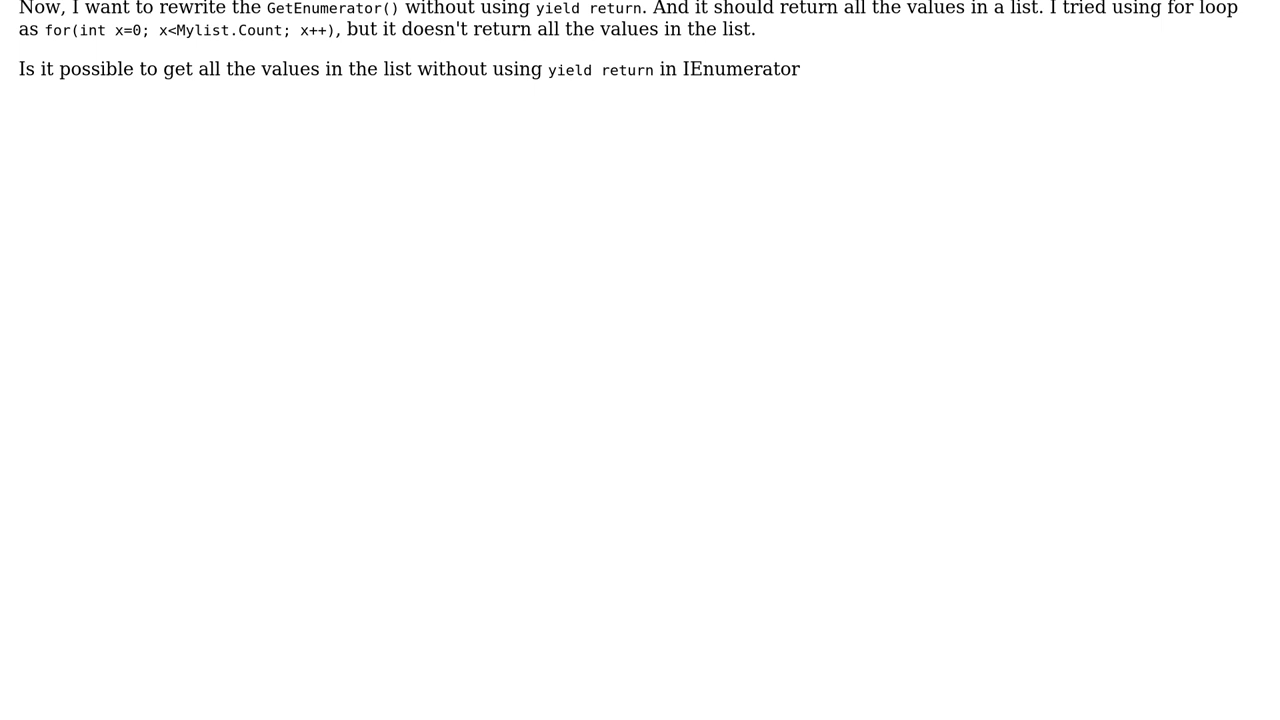 Now, I want to rewrite the GetEnumerator() without using yield return. And it should return all the values in a list. I tried using for loop
as for(int x=0; x<Mylist.Count; x++), but it doesn't return all the values in the list.
Is it possible to get all the values in the list without using yield return in IEnumerator